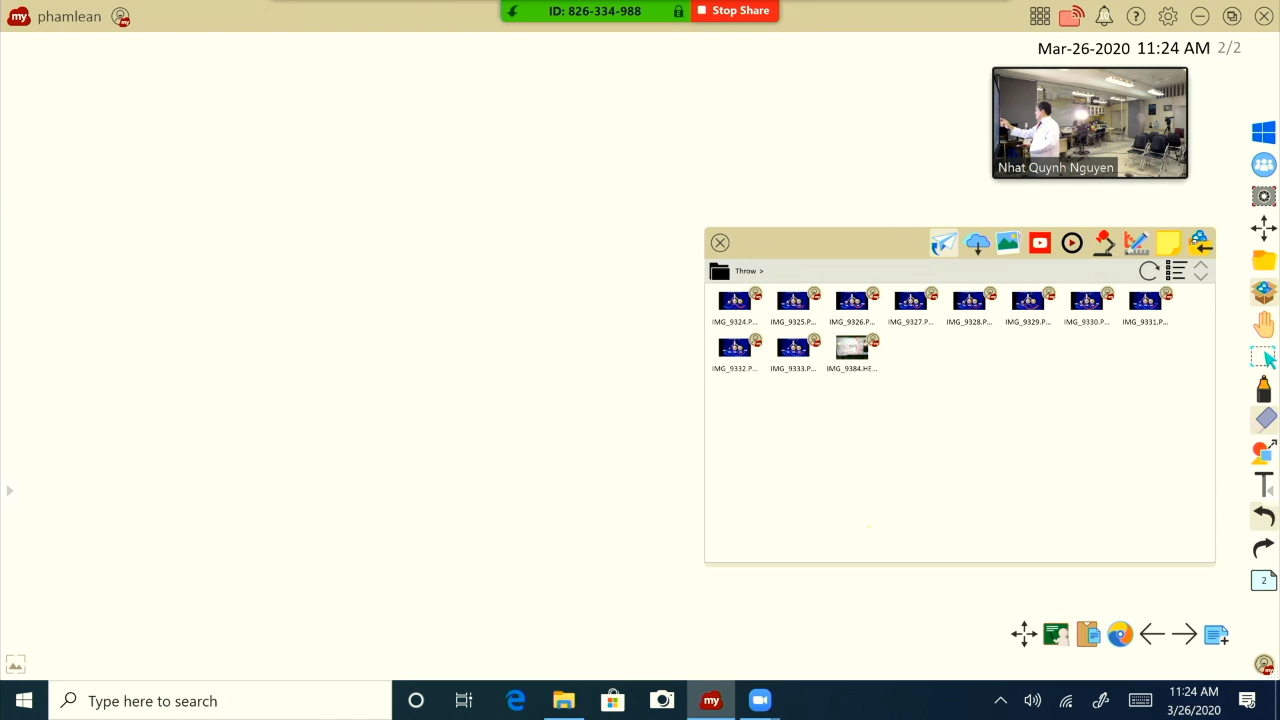 my phamlean
ID: 826-334-988 Stop Share
Mar-26-2020 11:24 AM 2/2
Nhat Quynh Nguyen
Throw >
IMG_9324.P... IMG_9325.P... IMG_9326.P... IMG_9327.P... IMG_9328.P... IMG_9329.P... IMG_9330.P... IMG_9331.P...
IMG_9332.P... IMG_9333.P... IMG_9384.HE...
2
Type here to search
my
11:24 AM
3/26/2020